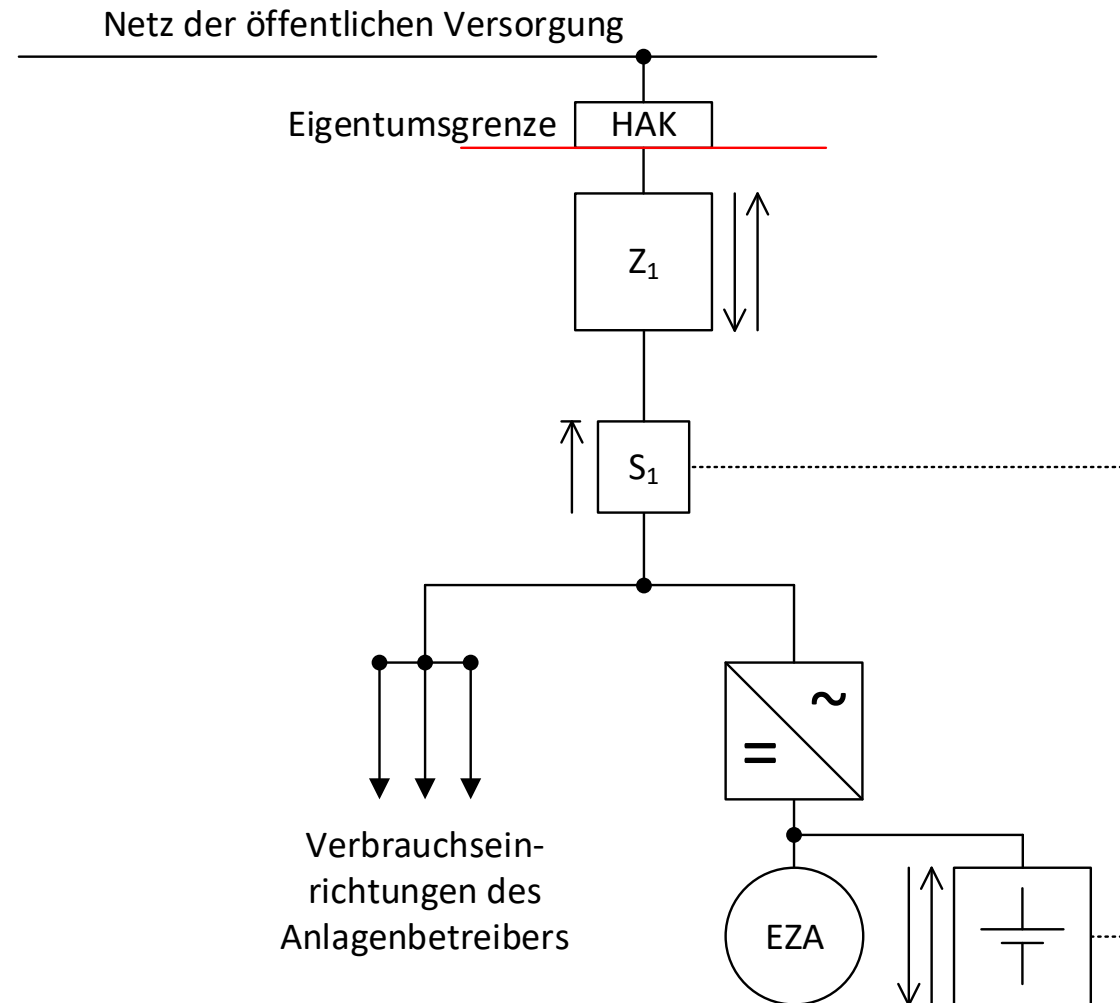 Netz der öffentlichen Versorgung
Eigentumsgrenze
HAK
Z₁
S₁
~
=
Verbrauchsein-
richtungen des
Anlagenbetreibers
EZA